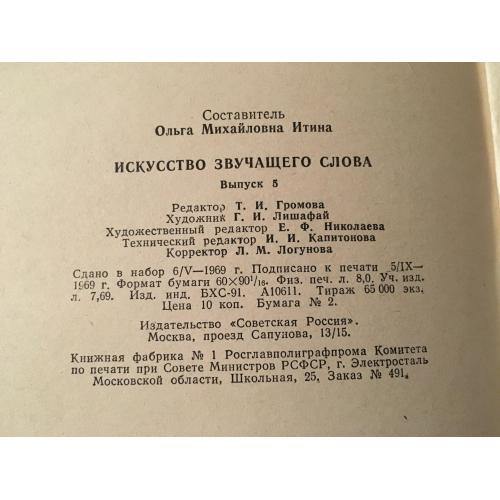 Составитель
Ольга Михайловна Итина
ИСКУССТВО ЗВУЧАЩЕГО СЛОВА
Выпуск 5
Редактор Т. И. Громова
Художник Г. И. Лишафай
Художественный редактор Е. Ф. Николаева
Технический редактор И. И. Капитонова
Корректор Л. М. Логунова
Сдано в набор 6/V—1969 г. Подписано к печати 5/IX—
1969 г. Формат бумаги 60×90¹/₁₆. Физ. печ. л. 8,0. Уч. изд.
л. 7,69. Изд. инд. БХС-91. А10611. Тираж 65 000 экз.
Цена 10 коп. Бумага № 2.
Издательство «Советская Россия».
Москва, проезд Сапунова, 13/15.
Книжная фабрика № 1 Росглавполиграфпрома Комитета
по печати при Совете Министров РСФСР, г. Электросталь
Московской области, Школьная, 25, Заказ № 491.